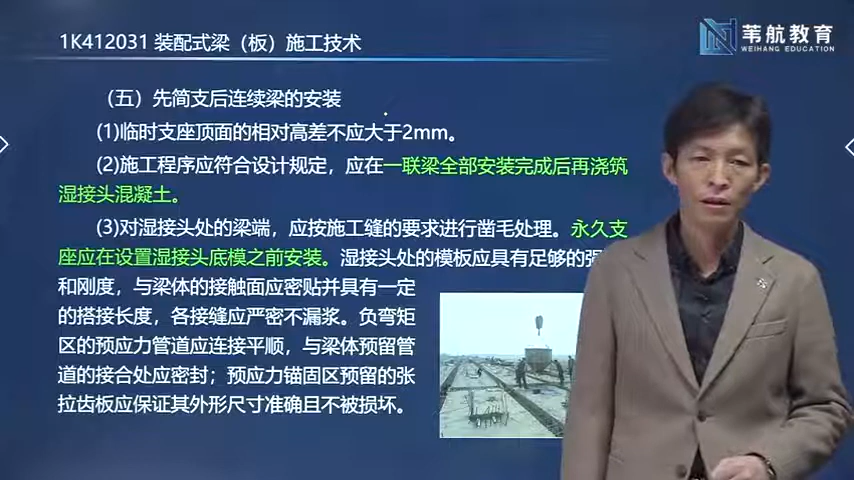 1K412031 装配式梁（板）施工技术
苇航教育
WEIHANG EDUCATION
（五）先简支后连续梁的安装
(1)临时支座顶面的相对高差不应大于2mm。
(2)施工程序应符合设计规定，应在一联梁全部安装完成后再浇筑
湿接头混凝土。
(3)对湿接头处的梁端，应按施工缝的要求进行凿毛处理。永久支
座应在设置湿接头底模之前安装。湿接头处的模板应具有足够的强
和刚度，与梁体的接触面应密贴并具有一定
的搭接长度，各接缝应严密不漏浆。负弯矩
区的预应力管道应连接平顺，与梁体预留管
道的接合处应密封；预应力锚固区预留的张
拉齿板应保证其外形尺寸准确且不被损坏。